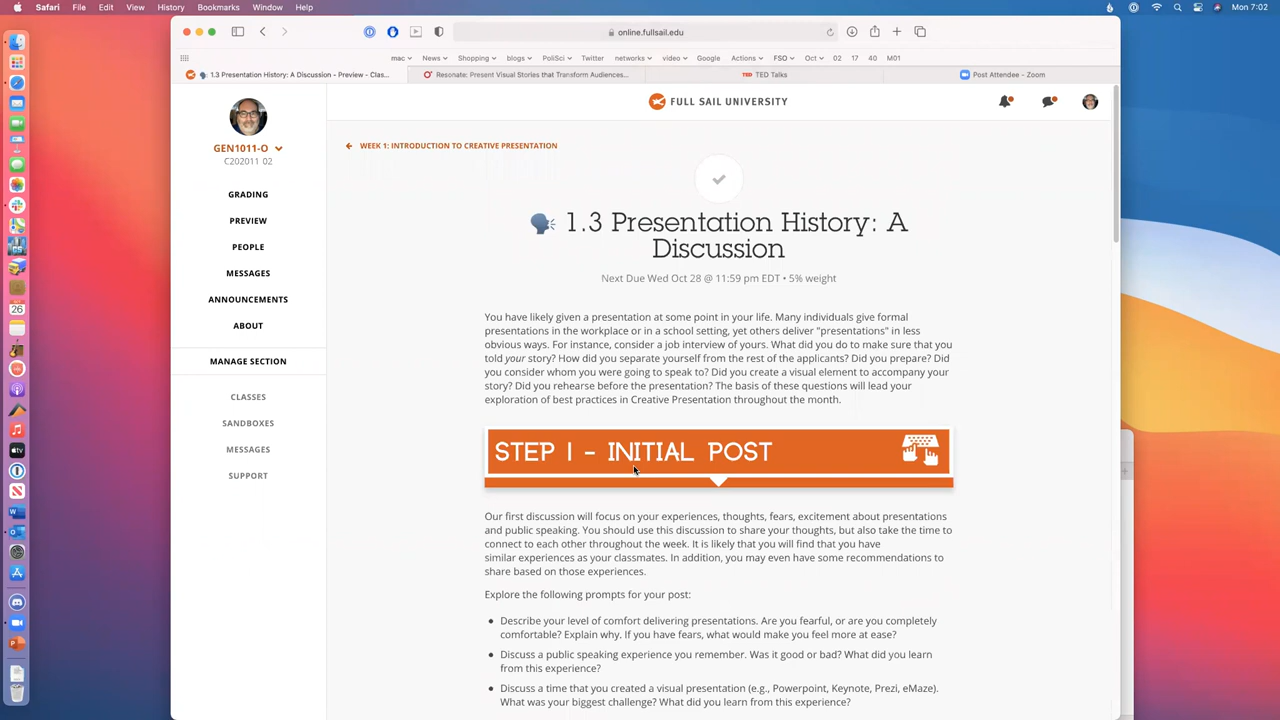 Safari File Edit View History Bookmarks Window Help Mon 7:02
online.fullsail.edu
mac News Shopping blogs PoliSci Twitter networks video Google Actions FSO Oct 02 17 40 M01
1.3 Presentation History: A Discussion - Preview - Clas... Resonate: Present Visual Stories that Transform Audiences... TED TED Talks Post Attendee - Zoom
FULL SAIL UNIVERSITY
GEN1011-O
C202011 02
GRADING
PREVIEW
PEOPLE
MESSAGES
ANNOUNCEMENTS
ABOUT
MANAGE SECTION
CLASSES
SANDBOXES
MESSAGES
SUPPORT
WEEK 1: INTRODUCTION TO CREATIVE PRESENTATION
1.3 Presentation History: A
Discussion
Next Due Wed Oct 28 @ 11:59 pm EDT • 5% weight
You have likely given a presentation at some point in your life. Many individuals give formal
presentations in the workplace or in a school setting, yet others deliver "presentations" in less
obvious ways. For instance, consider a job interview of yours. What did you do to make sure that you
told your story? How did you separate yourself from the rest of the applicants? Did you prepare? Did
you consider whom you were going to speak to? Did you create a visual element to accompany your
story? Did you rehearse before the presentation? The basis of these questions will lead your
exploration of best practices in Creative Presentation throughout the month.
STEP 1 - INITIAL POST
Our first discussion will focus on your experiences, thoughts, fears, excitement about presentations
and public speaking. You should use this discussion to share your thoughts, but also take the time to
connect to each other throughout the week. It is likely that you will find that you have
similar experiences as your classmates. In addition, you may even have some recommendations to
share based on those experiences.
Explore the following prompts for your post:
• Describe your level of comfort delivering presentations. Are you fearful, or are you completely
comfortable? Explain why. If you have fears, what would make you feel more at ease?
• Discuss a public speaking experience you remember. Was it good or bad? What did you learn
from this experience?
• Discuss a time that you created a visual presentation (e.g., Powerpoint, Keynote, Prezi, eMaze).
What was your biggest challenge? What did you learn from this experience?
26